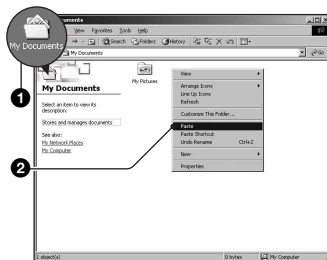 My Documents
View Favorites Tools Help
Search Folders History
My Documents
Go
My Documents
Select an item to view its
description.
Stores and manages documents
See also:
My Network Places
My Computer
My Pictures
View
Arrange Icons
Line Up Icons
Refresh
Customize This Folder...
Paste
Paste Shortcut
Undo Rename Ctrl+Z
New
Properties
1
2
1 object(s) 0 bytes My Computer